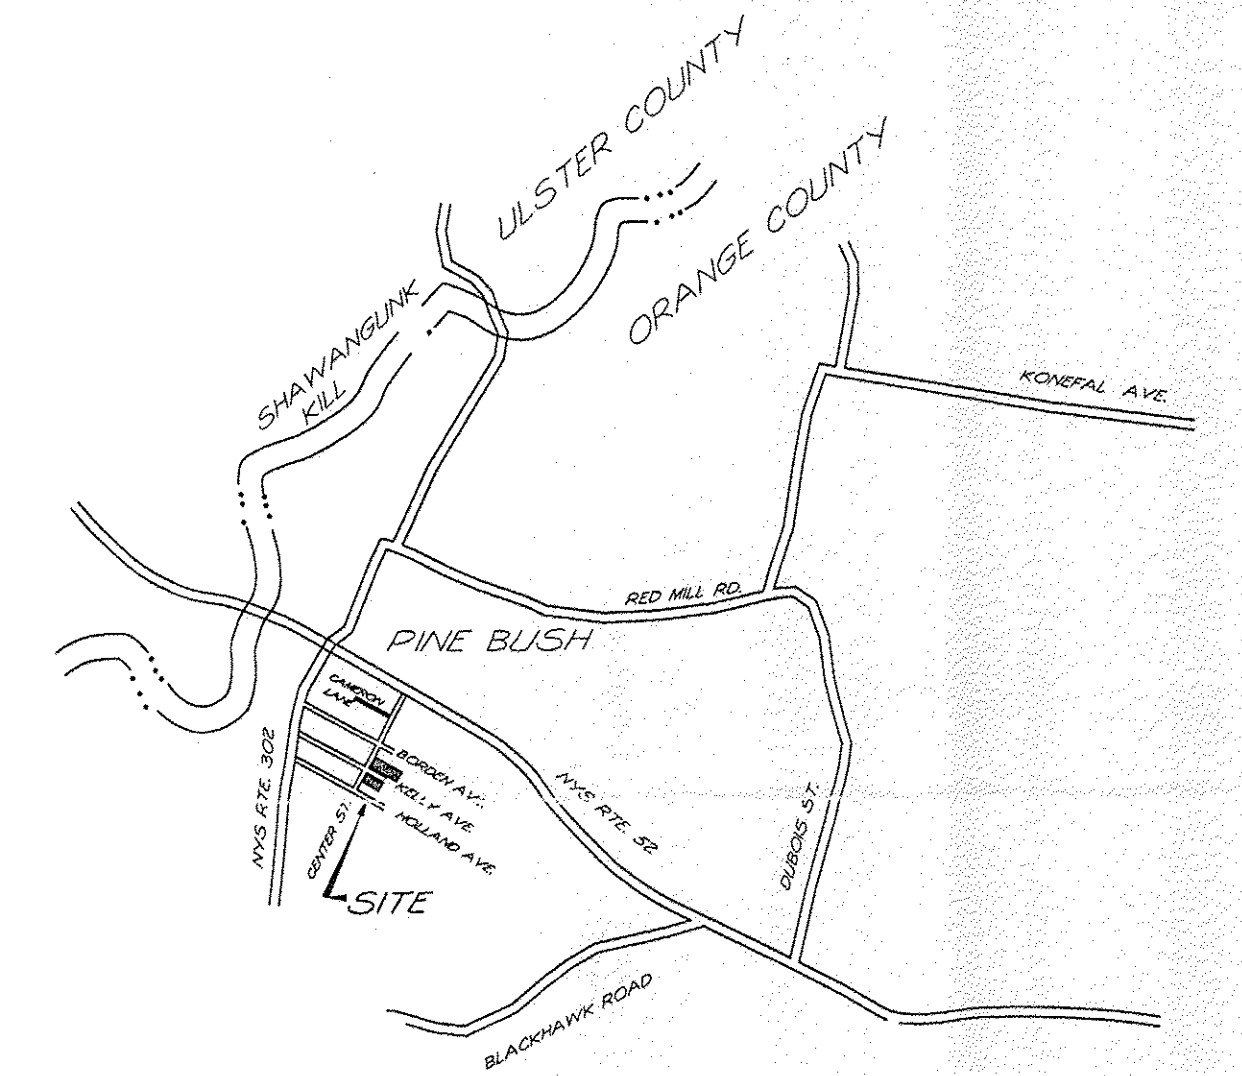 ULSTER COUNTY
ORANGE COUNTY
SHAWANGUNK
KILL
KONEFAL AVE.
RED MILL RD.
PINE BUSH
CAMERON
LANE
NYS RTE. 302
BORDEN AV.
KELLY AVE.
HOLLAND AVE.
CENTER ST.
SITE
NYS RTE. 52
DUBOIS ST.
BLACKHAWK ROAD